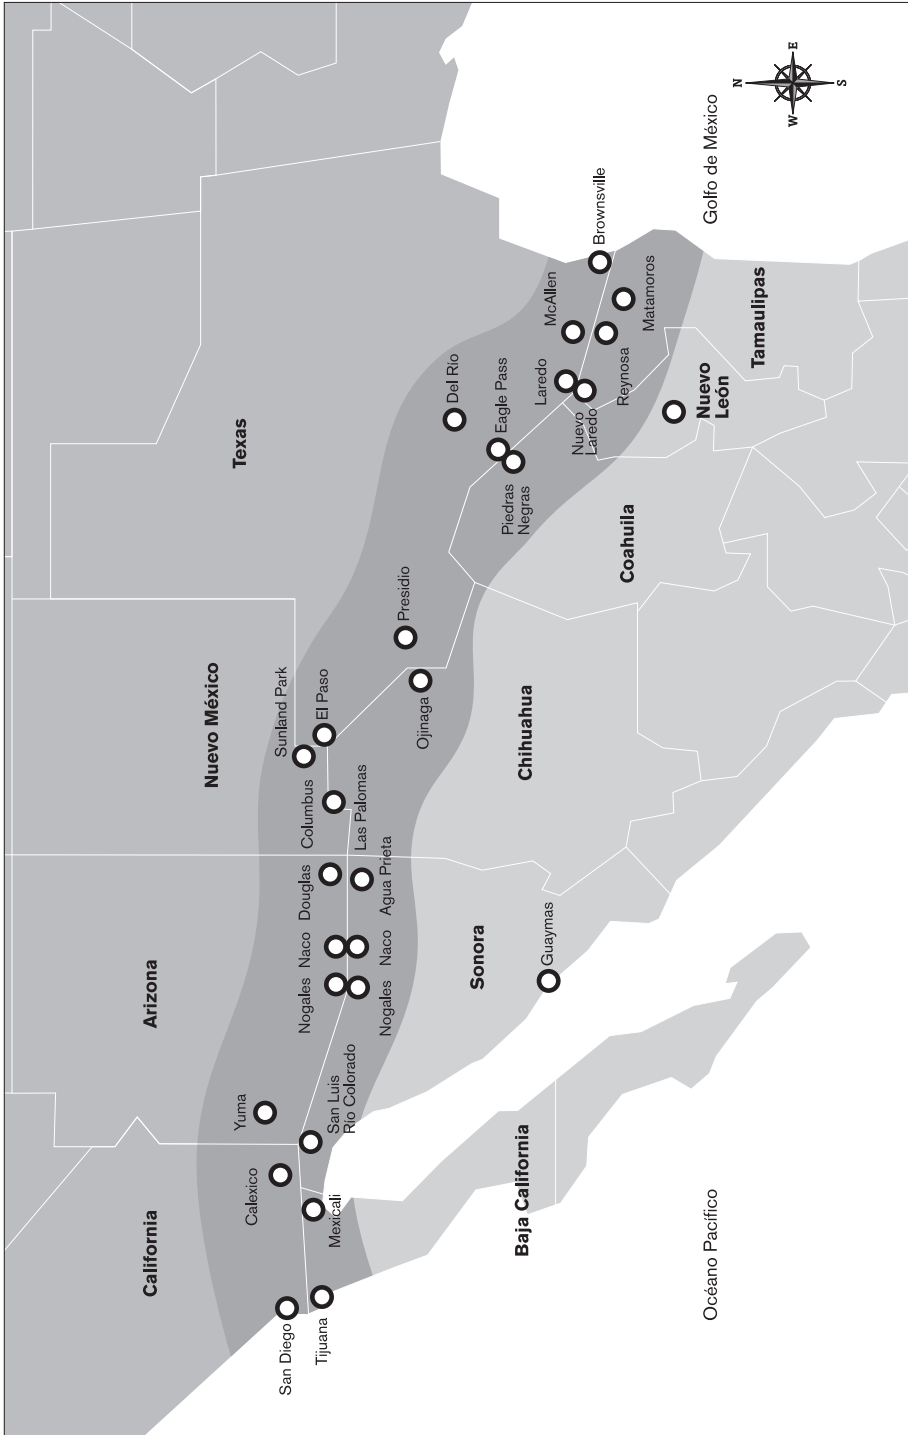 California
Arizona
Nuevo México
Texas
San Diego
Tijuana
Calexico
Mexicali
Yuma
San Luis
Río Colorado
Nogales
Nogales
Naco
Naco
Douglas
Agua Prieta
Columbus
Las Palomas
Sunland Park
El Paso
Ojinaga
Presidio
Del Río
Eagle Pass
Piedras
Negras
Laredo
Nuevo
Laredo
McAllen
Reynosa
Brownsville
Matamoros
Baja California
Sonora
Guaymas
Chihuahua
Coahuila
Nuevo
León
Tamaulipas
Océano Pacífico
Golfo de México
N
E
S
W